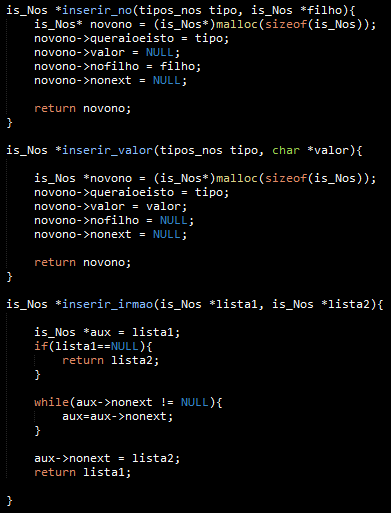 is_Nos *inserir_no(tipos_nos tipo, is_Nos *filho){
    is_Nos* novono = (is_Nos*)malloc(sizeof(is_Nos));
    novono->queraioeisto = tipo;
    novono->valor = NULL;
    novono->nofilho = filho;
    novono->nonext = NULL;

    return novono;
}

is_Nos *inserir_valor(tipos_nos tipo, char *valor){

    is_Nos *novono = (is_Nos*)malloc(sizeof(is_Nos));
    novono->queraioeisto = tipo;
    novono->valor = valor;
    novono->nofilho = NULL;
    novono->nonext = NULL;

    return novono;
}

is_Nos *inserir_irmao(is_Nos *lista1, is_Nos *lista2){

    is_Nos *aux = lista1;
    if(lista1==NULL){
        return lista2;
    }

    while(aux->nonext != NULL){
        aux=aux->nonext;
    }

    aux->nonext = lista2;
    return lista1;

}